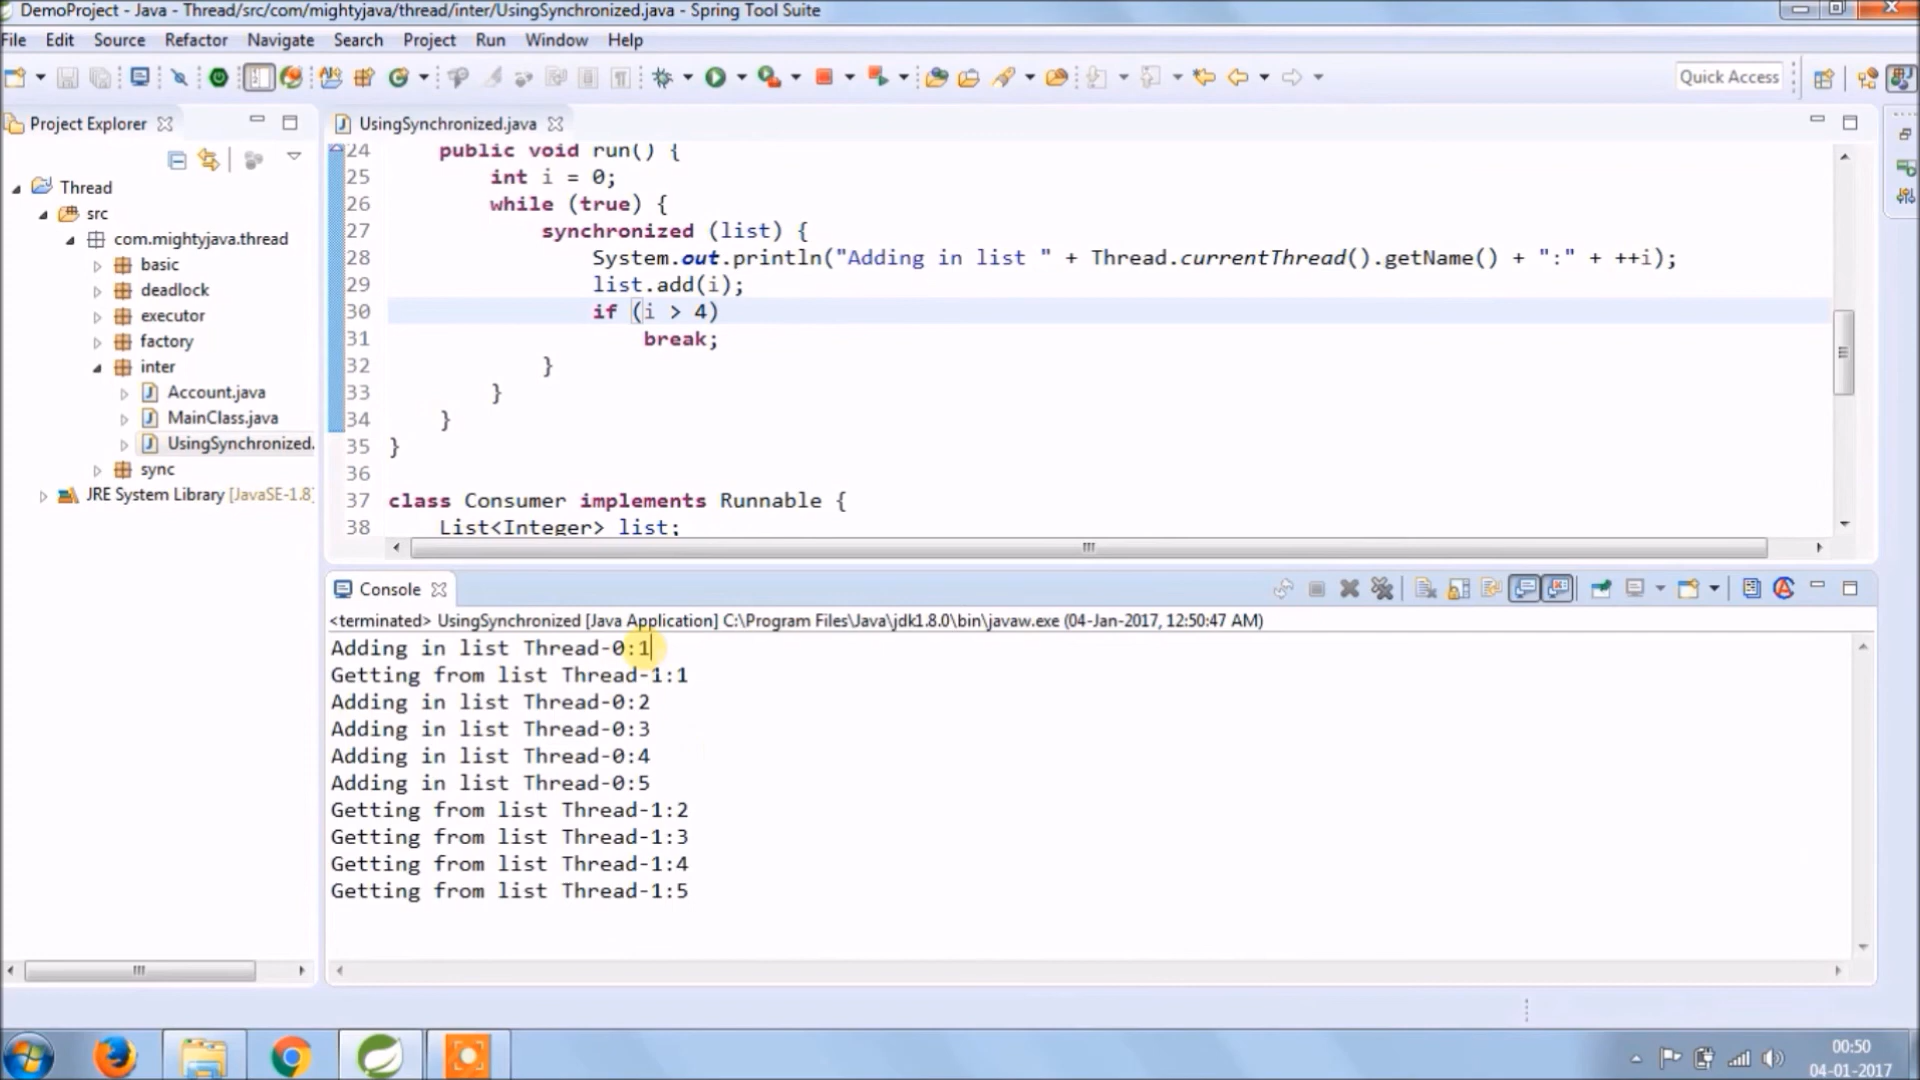 DemoProject - Java - Thread/src/com/mightyjava/thread/inter/UsingSynchronized.java - Spring Tool Suite
File Edit Source Refactor Navigate Search Project Run Window Help
Quick Access
Project Explorer
Thread
src
com.mightyjava.thread
basic
deadlock
executor
factory
inter
Account.java
MainClass.java
UsingSynchronized.
sync
JRE System Library [JavaSE-1.8]
UsingSynchronized.java
24 public void run() {
25 int i = 0;
26 while (true) {
27 synchronized (list) {
28 System.out.println("Adding in list " + Thread.currentThread().getName() + ":" + ++i);
29 list.add(i);
30 if (i > 4)
31 break;
32 }
33 }
34 }
35 }
36
37 class Consumer implements Runnable {
38 List<Integer> list;
Console
<terminated> UsingSynchronized [Java Application] C:\Program Files\Java\jdk1.8.0\bin\javaw.exe (04-Jan-2017, 12:50:47 AM)
Adding in list Thread-0:1
Getting from list Thread-1:1
Adding in list Thread-0:2
Adding in list Thread-0:3
Adding in list Thread-0:4
Adding in list Thread-0:5
Getting from list Thread-1:2
Getting from list Thread-1:3
Getting from list Thread-1:4
Getting from list Thread-1:5
00:50
04-01-2017